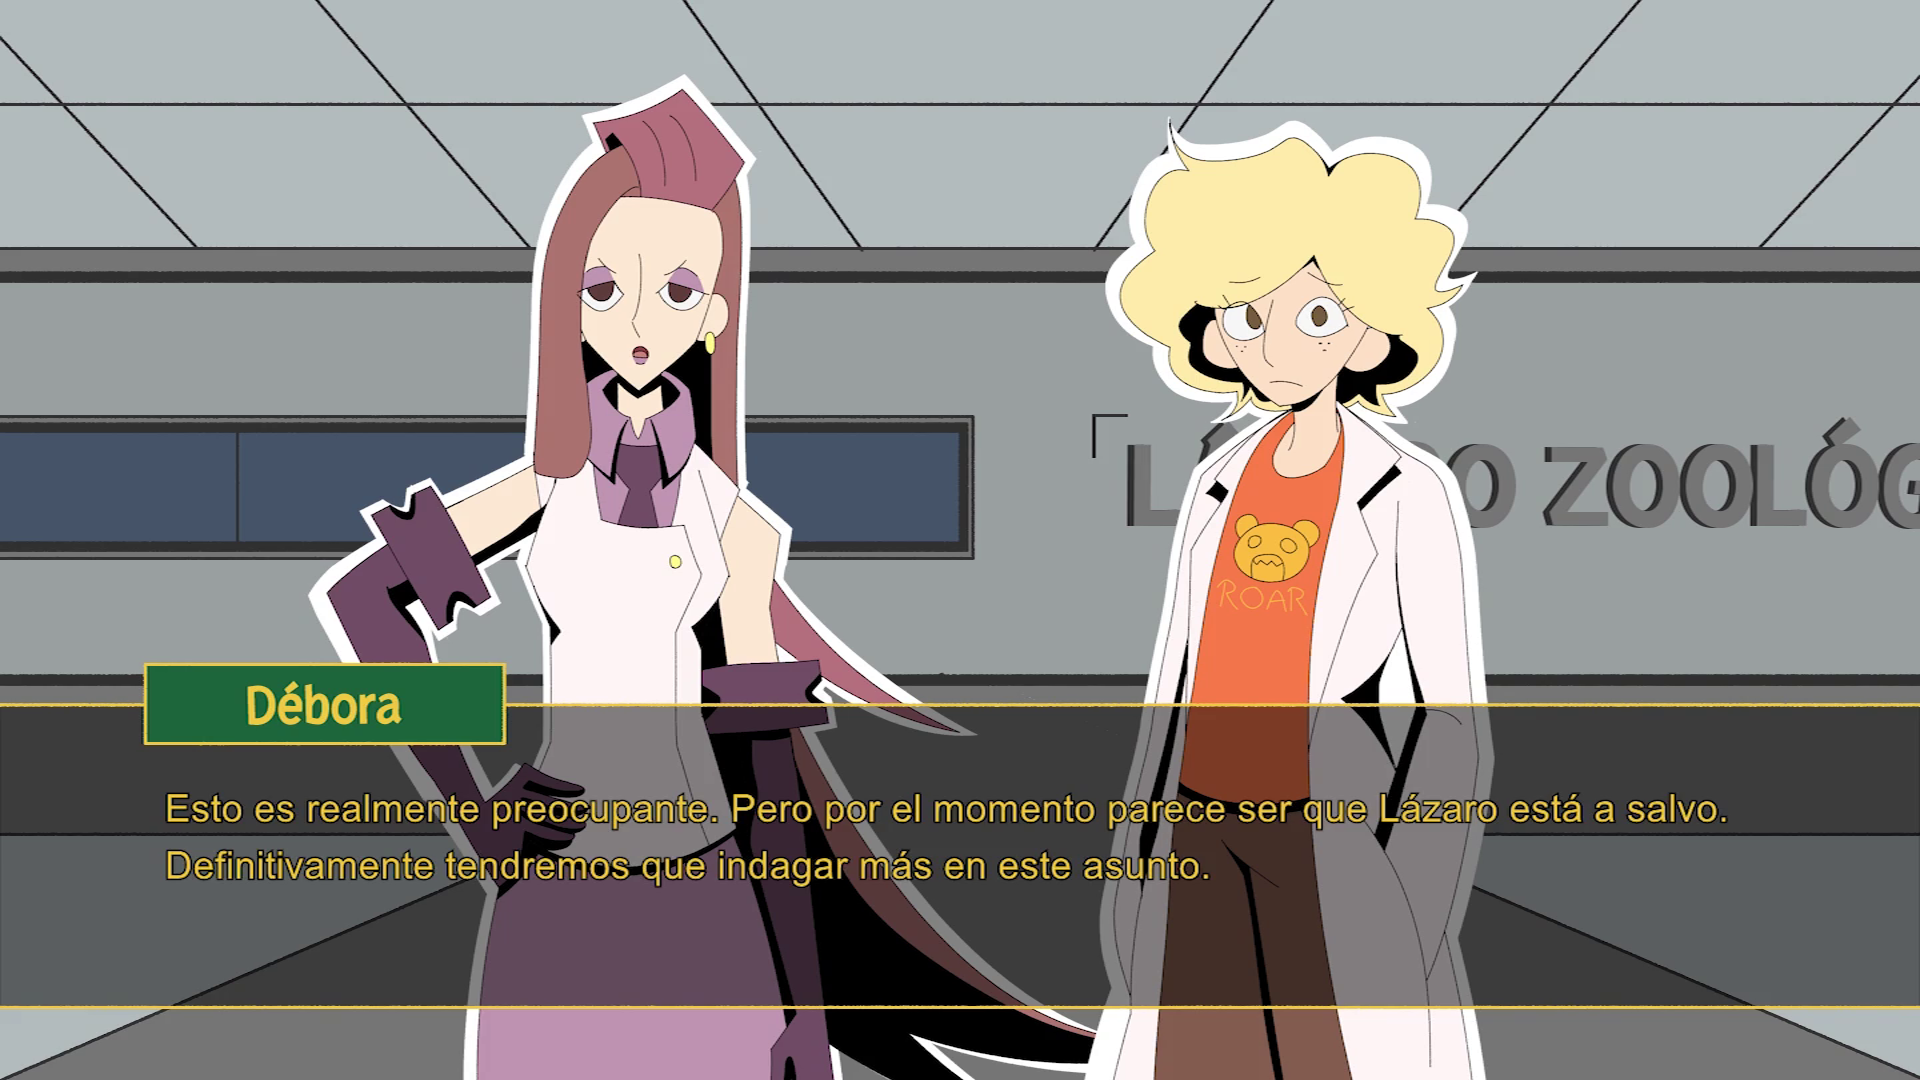 ZOOLÓG
ROAR
Débora
Esto es realmente preocupante. Pero por el momento parece ser que Lázaro está a salvo.
Definitivamente tendremos que indagar más en este asunto.